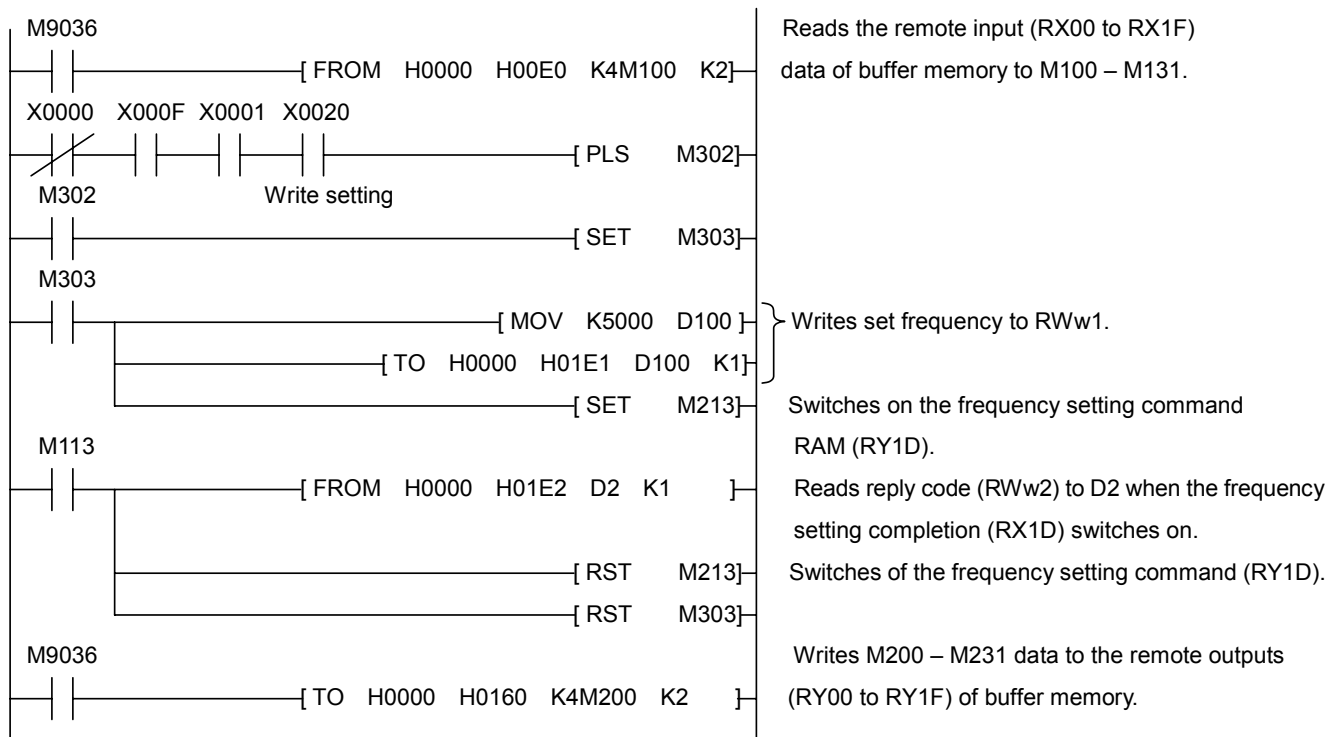 M9036 Reads the remote input (RX00 to RX1F)
[ FROM H0000 H00E0 K4M100 K2] data of buffer memory to M100 – M131.
X0000 X000F X0001 X0020
[ PLS M302]
M302 Write setting
[ SET M303]
M303
[ MOV K5000 D100 ] Writes set frequency to RWw1.
[ TO H0000 H01E1 D100 K1]
[ SET M213] Switches on the frequency setting command
M113 RAM (RY1D).
[ FROM H0000 H01E2 D2 K1 ] Reads reply code (RWw2) to D2 when the frequency
setting completion (RX1D) switches on.
[ RST M213] Switches of the frequency setting command (RY1D).
[ RST M303]
M9036 Writes M200 – M231 data to the remote outputs
[ TO H0000 H0160 K4M200 K2 ] (RY00 to RY1F) of buffer memory.